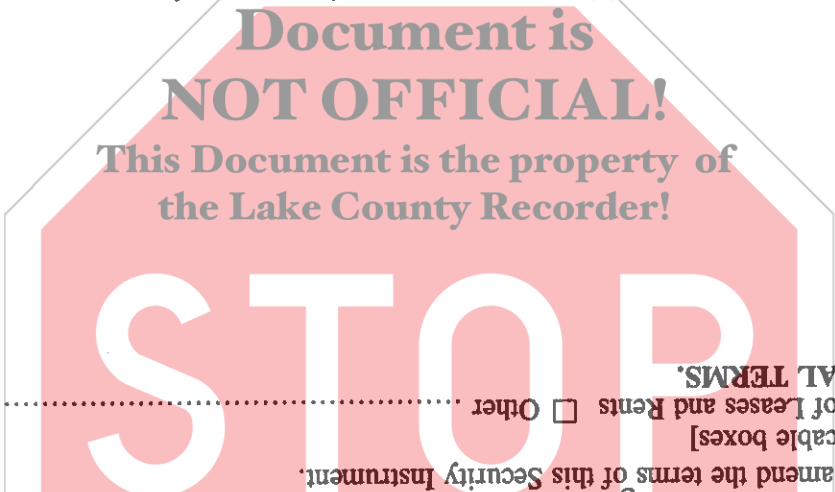 Document is
NOT OFFICIAL!
This Document is the property of
the Lake County Recorder!
STOP
amend the terms of this Security Instrument.
cable boxes]
of Leases and Rents ☐ Other ........................................
AL TERMS.